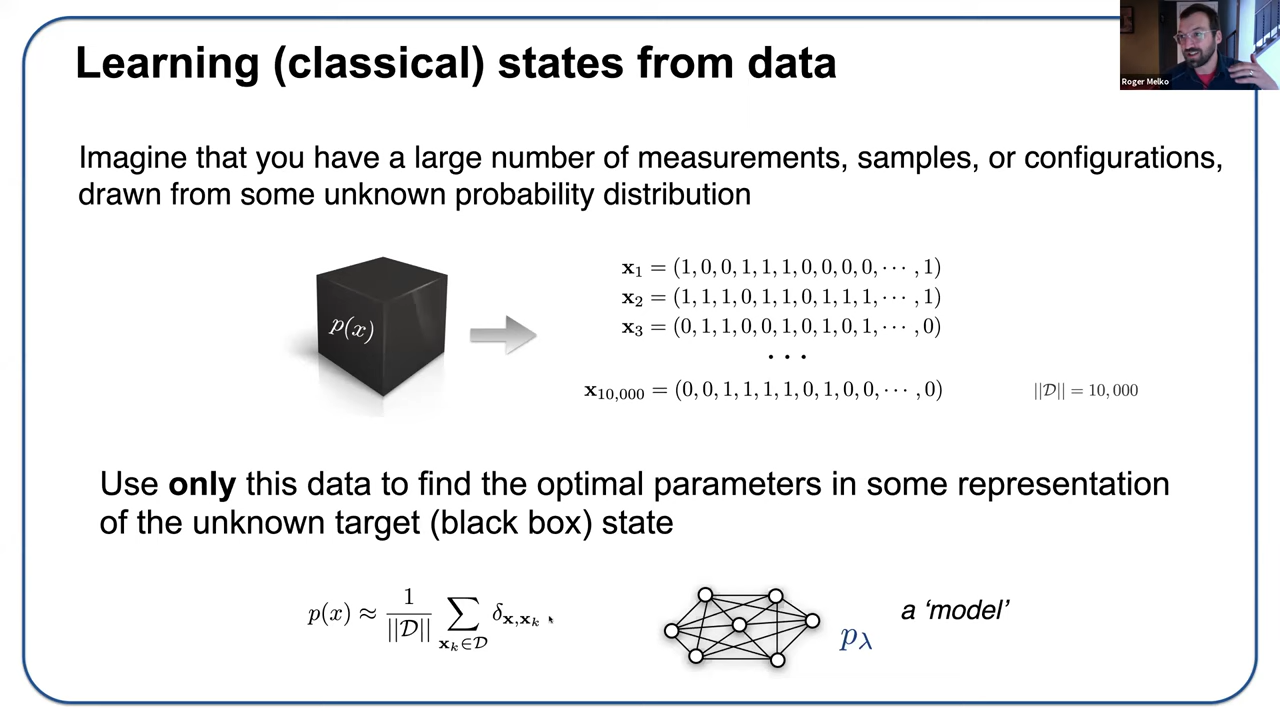 Learning (classical) states from data
Roger Melko
Imagine that you have a large number of measurements, samples, or configurations,
drawn from some unknown probability distribution
p(x)
x₁ = (1, 0, 0, 1, 1, 1, 0, 0, 0, 0, ⋯ , 1)
x₂ = (1, 1, 1, 0, 1, 1, 0, 1, 1, 1, ⋯ , 1)
x₃ = (0, 1, 1, 0, 0, 1, 0, 1, 0, 1, ⋯ , 0)
• • •
x₁₀,₀₀₀ = (0, 0, 1, 1, 1, 1, 0, 1, 0, 0, ⋯ , 0)
||𝒟|| = 10,000
Use only this data to find the optimal parameters in some representation
of the unknown target (black box) state
p(x) ≈ 1/||𝒟|| ∑_{x_k∈𝒟} δ_{x,x_k}
p_λ
a ‘model’